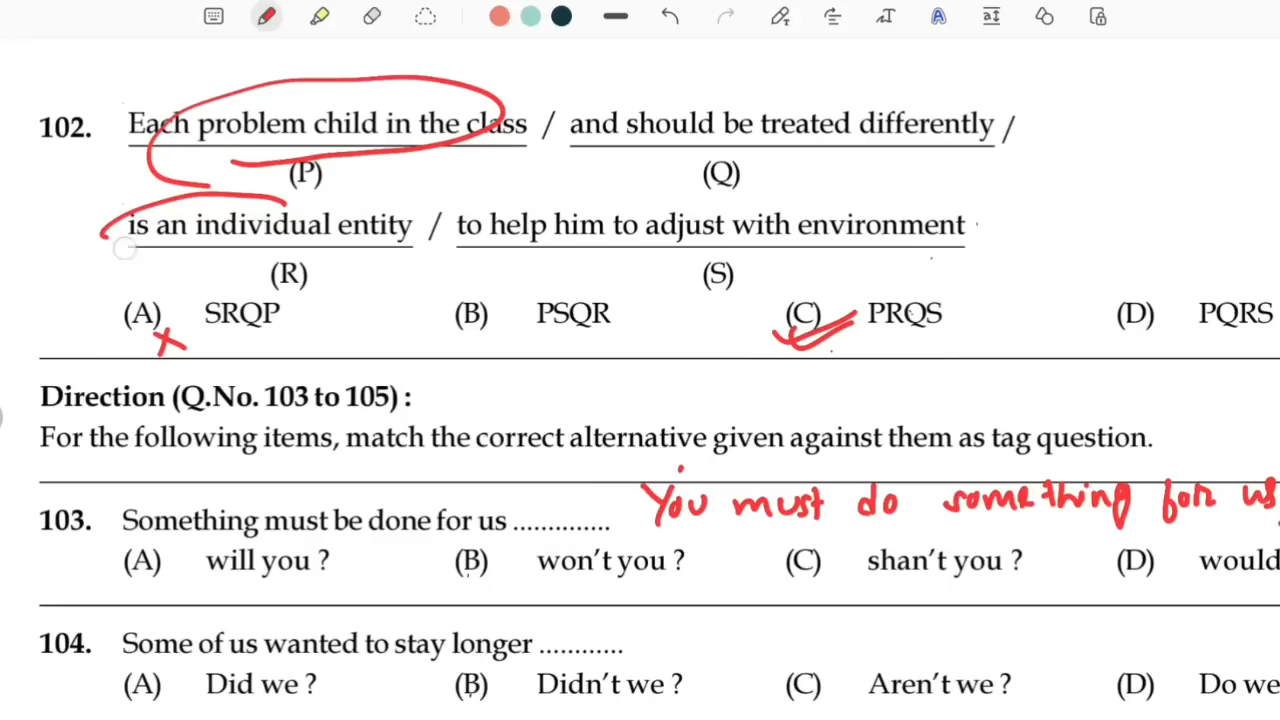 102. Each problem child in the class / and should be treated differently /
(P) (Q)
is an individual entity / to help him to adjust with environment
(R) (S)
(A) SRQP (B) PSQR (C) PRQS (D) PQRS
Direction (Q.No. 103 to 105) :
For the following items, match the correct alternative given against them as tag question.
You must do something for us
103. Something must be done for us ..............
(A) will you ? (B) won't you ? (C) shan't you ? (D) would
104. Some of us wanted to stay longer ............
(A) Did we ? (B) Didn't we ? (C) Aren't we ? (D) Do we